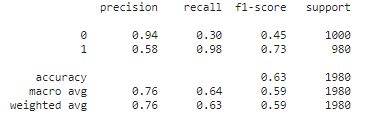 precision recall f1-score support
0 0.94 0.30 0.45 1000
1 0.58 0.98 0.73 980
accuracy 0.63 1980
macro avg 0.76 0.64 0.59 1980
weighted avg 0.76 0.63 0.59 1980